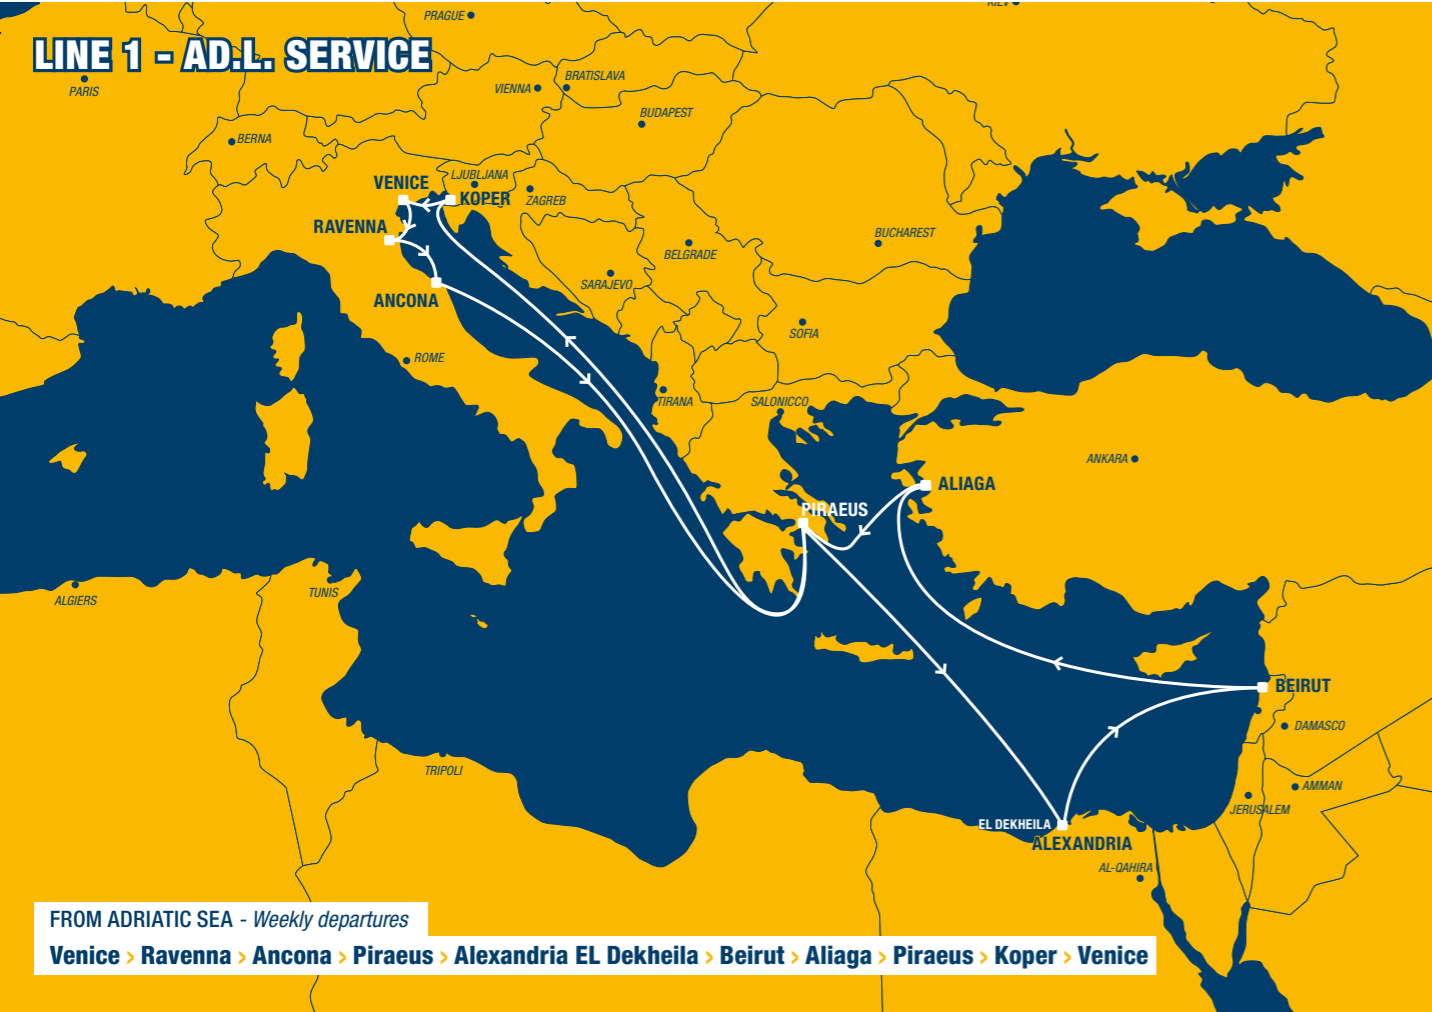 KIEV
PRAGUE
LINE 1 - AD.L. SERVICE
PARIS
VIENNA
BRATISLAVA
BUDAPEST
BERNA
LJUBLJANA
VENICE
KOPER
ZAGREB
RAVENNA
BUCHAREST
BELGRADE
SARAJEVO
ANCONA
SOFIA
ROME
TIRANA
SALONICCO
ANKARA
ALIAGA
PIRAEUS
TUNIS
ALGIERS
BEIRUT
DAMASCO
TRIPOLI
AMMAN
JERUSALEM
EL DEKHEILA
ALEXANDRIA
AL-QAHIRA
FROM ADRIATIC SEA - Weekly departures
Venice › Ravenna › Ancona › Piraeus › Alexandria EL Dekheila › Beirut › Aliaga › Piraeus › Koper › Venice